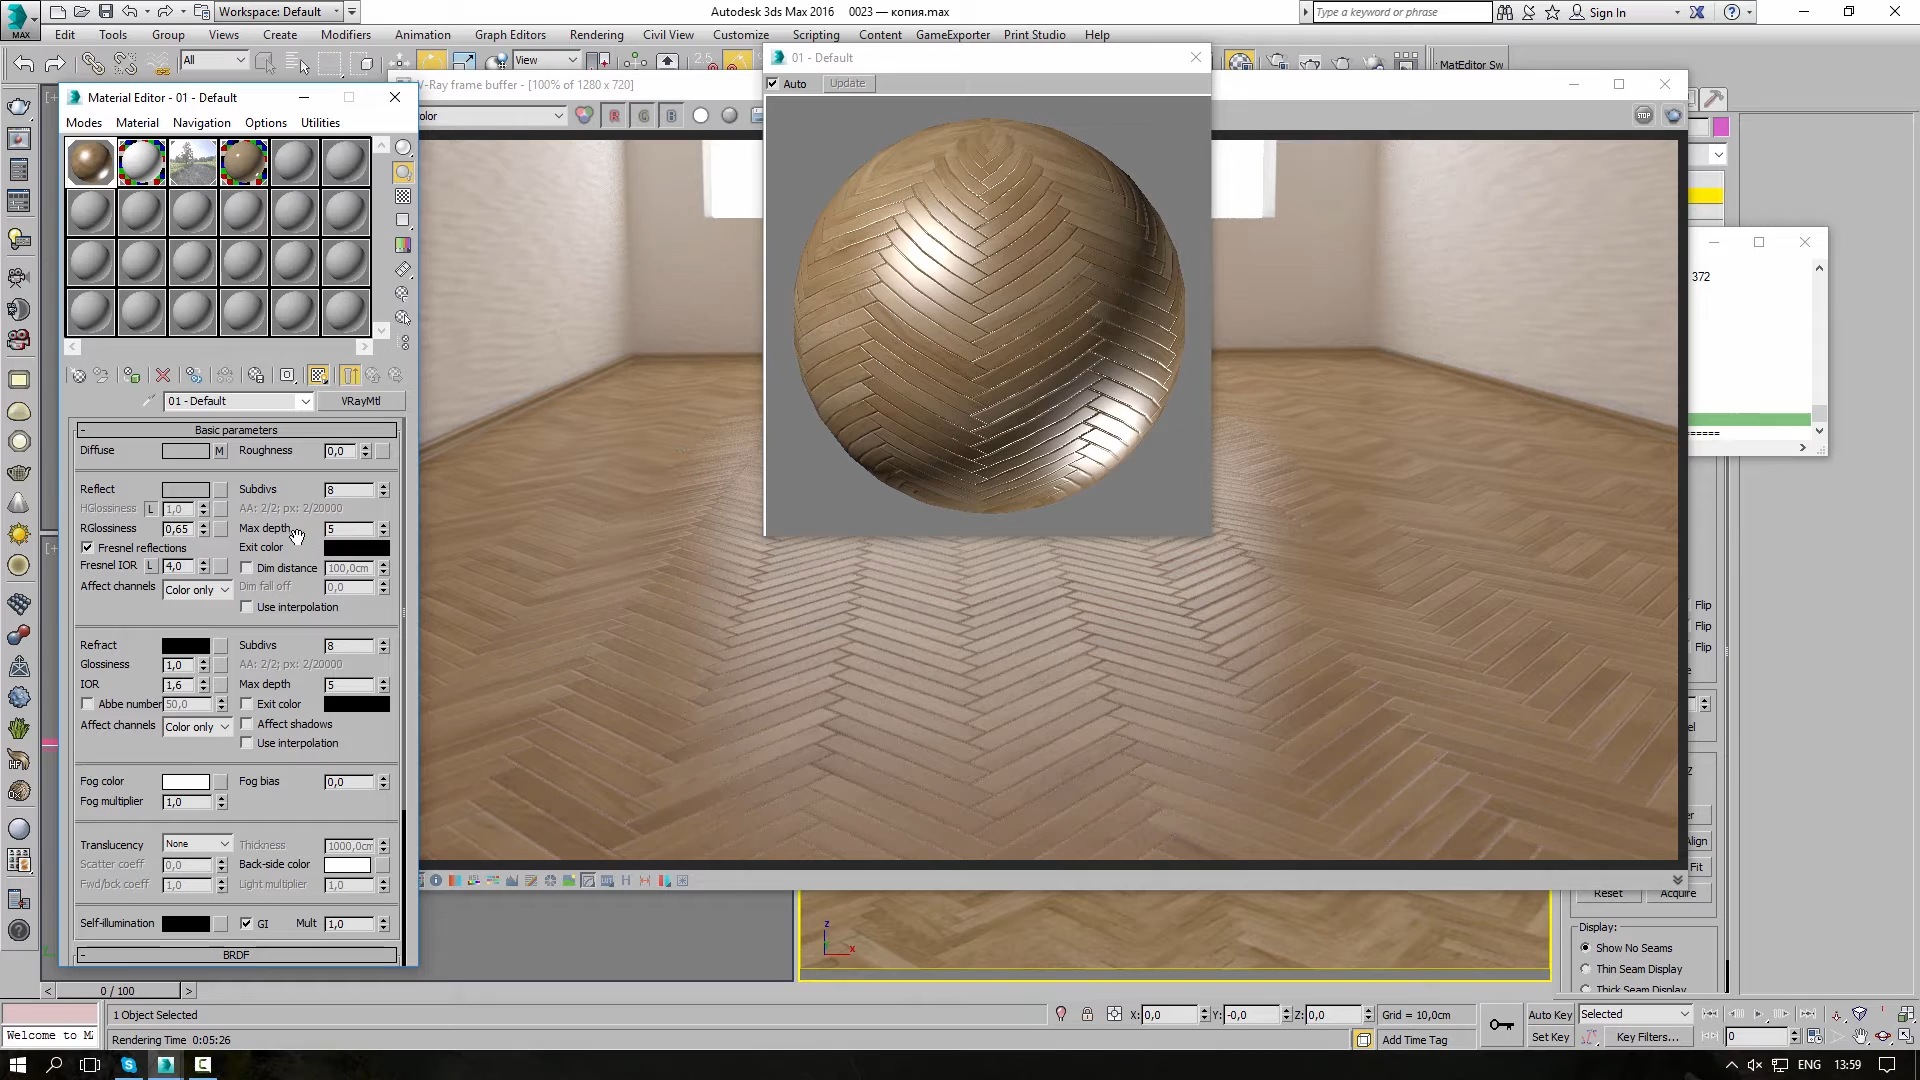 MAX
Workspace: Default
Autodesk 3ds Max 2016    0023 — копия.max
Type a keyword or phrase
Sign In
Edit Tools Group Views Create Modifiers Animation Graph Editors Rendering Civil View Customize Scripting Content GameExporter Print Studio Help
All
View
MatEditor Sw
Material Editor - 01 - Default
V-Ray frame buffer - [100% of 1280 x 720]
01 - Default
Auto
Update
Modes Material Navigation Options Utilities
olor
R
G
B
STOP
372
======
01 - Default
VRayMtl
Basic parameters
Diffuse M Roughness 0,0
Reflect Subdivs 8
HGlossiness L 1,0 AA: 2/2; px: 2/20000
RGlossiness 0,65 Max depth 5
Fresnel reflections Exit color
Fresnel IOR L 4,0 Dim distance 100,0cm
Affect channels Color only Dim fall off 0,0
Use interpolation
Refract Subdivs 8
Glossiness 1,0 AA: 2/2; px: 2/20000
IOR 1,6 Max depth 5
Abbe number 50,0 Exit color
Affect channels Color only Affect shadows
Use interpolation
Fog color Fog bias 0,0
Fog multiplier 1,0
Translucency None Thickness 1000,0cm
Scatter coeff 0,0 Back-side color
Fwd/bck coeff 1,0 Light multiplier 1,0
Self-illumination GI Mult 1,0
BRDF
Flip
Flip
Flip
el
Z
er
Align
Fit
Reset Acquire
Display:
Show No Seams
Thin Seam Display
Thick Seam Display
z
x
0 / 100
1 Object Selected
X: 0,0 Y: -0,0 Z: 0,0
Grid = 10,0cm
Auto Key
Selected
Welcome to M
Rendering Time 0:05:26
Add Time Tag
Set Key
Key Filters...
0
ENG
13:59